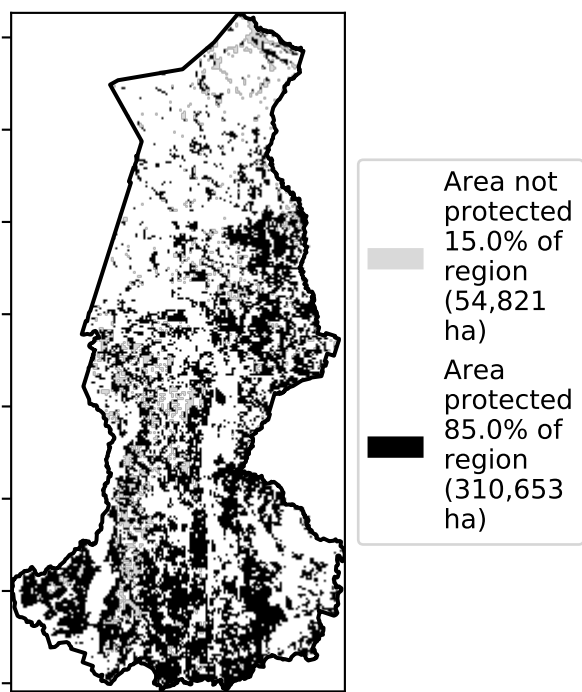 Area not
protected
15.0% of
region
(54,821
ha)
Area
protected
85.0% of
region
(310,653
ha)